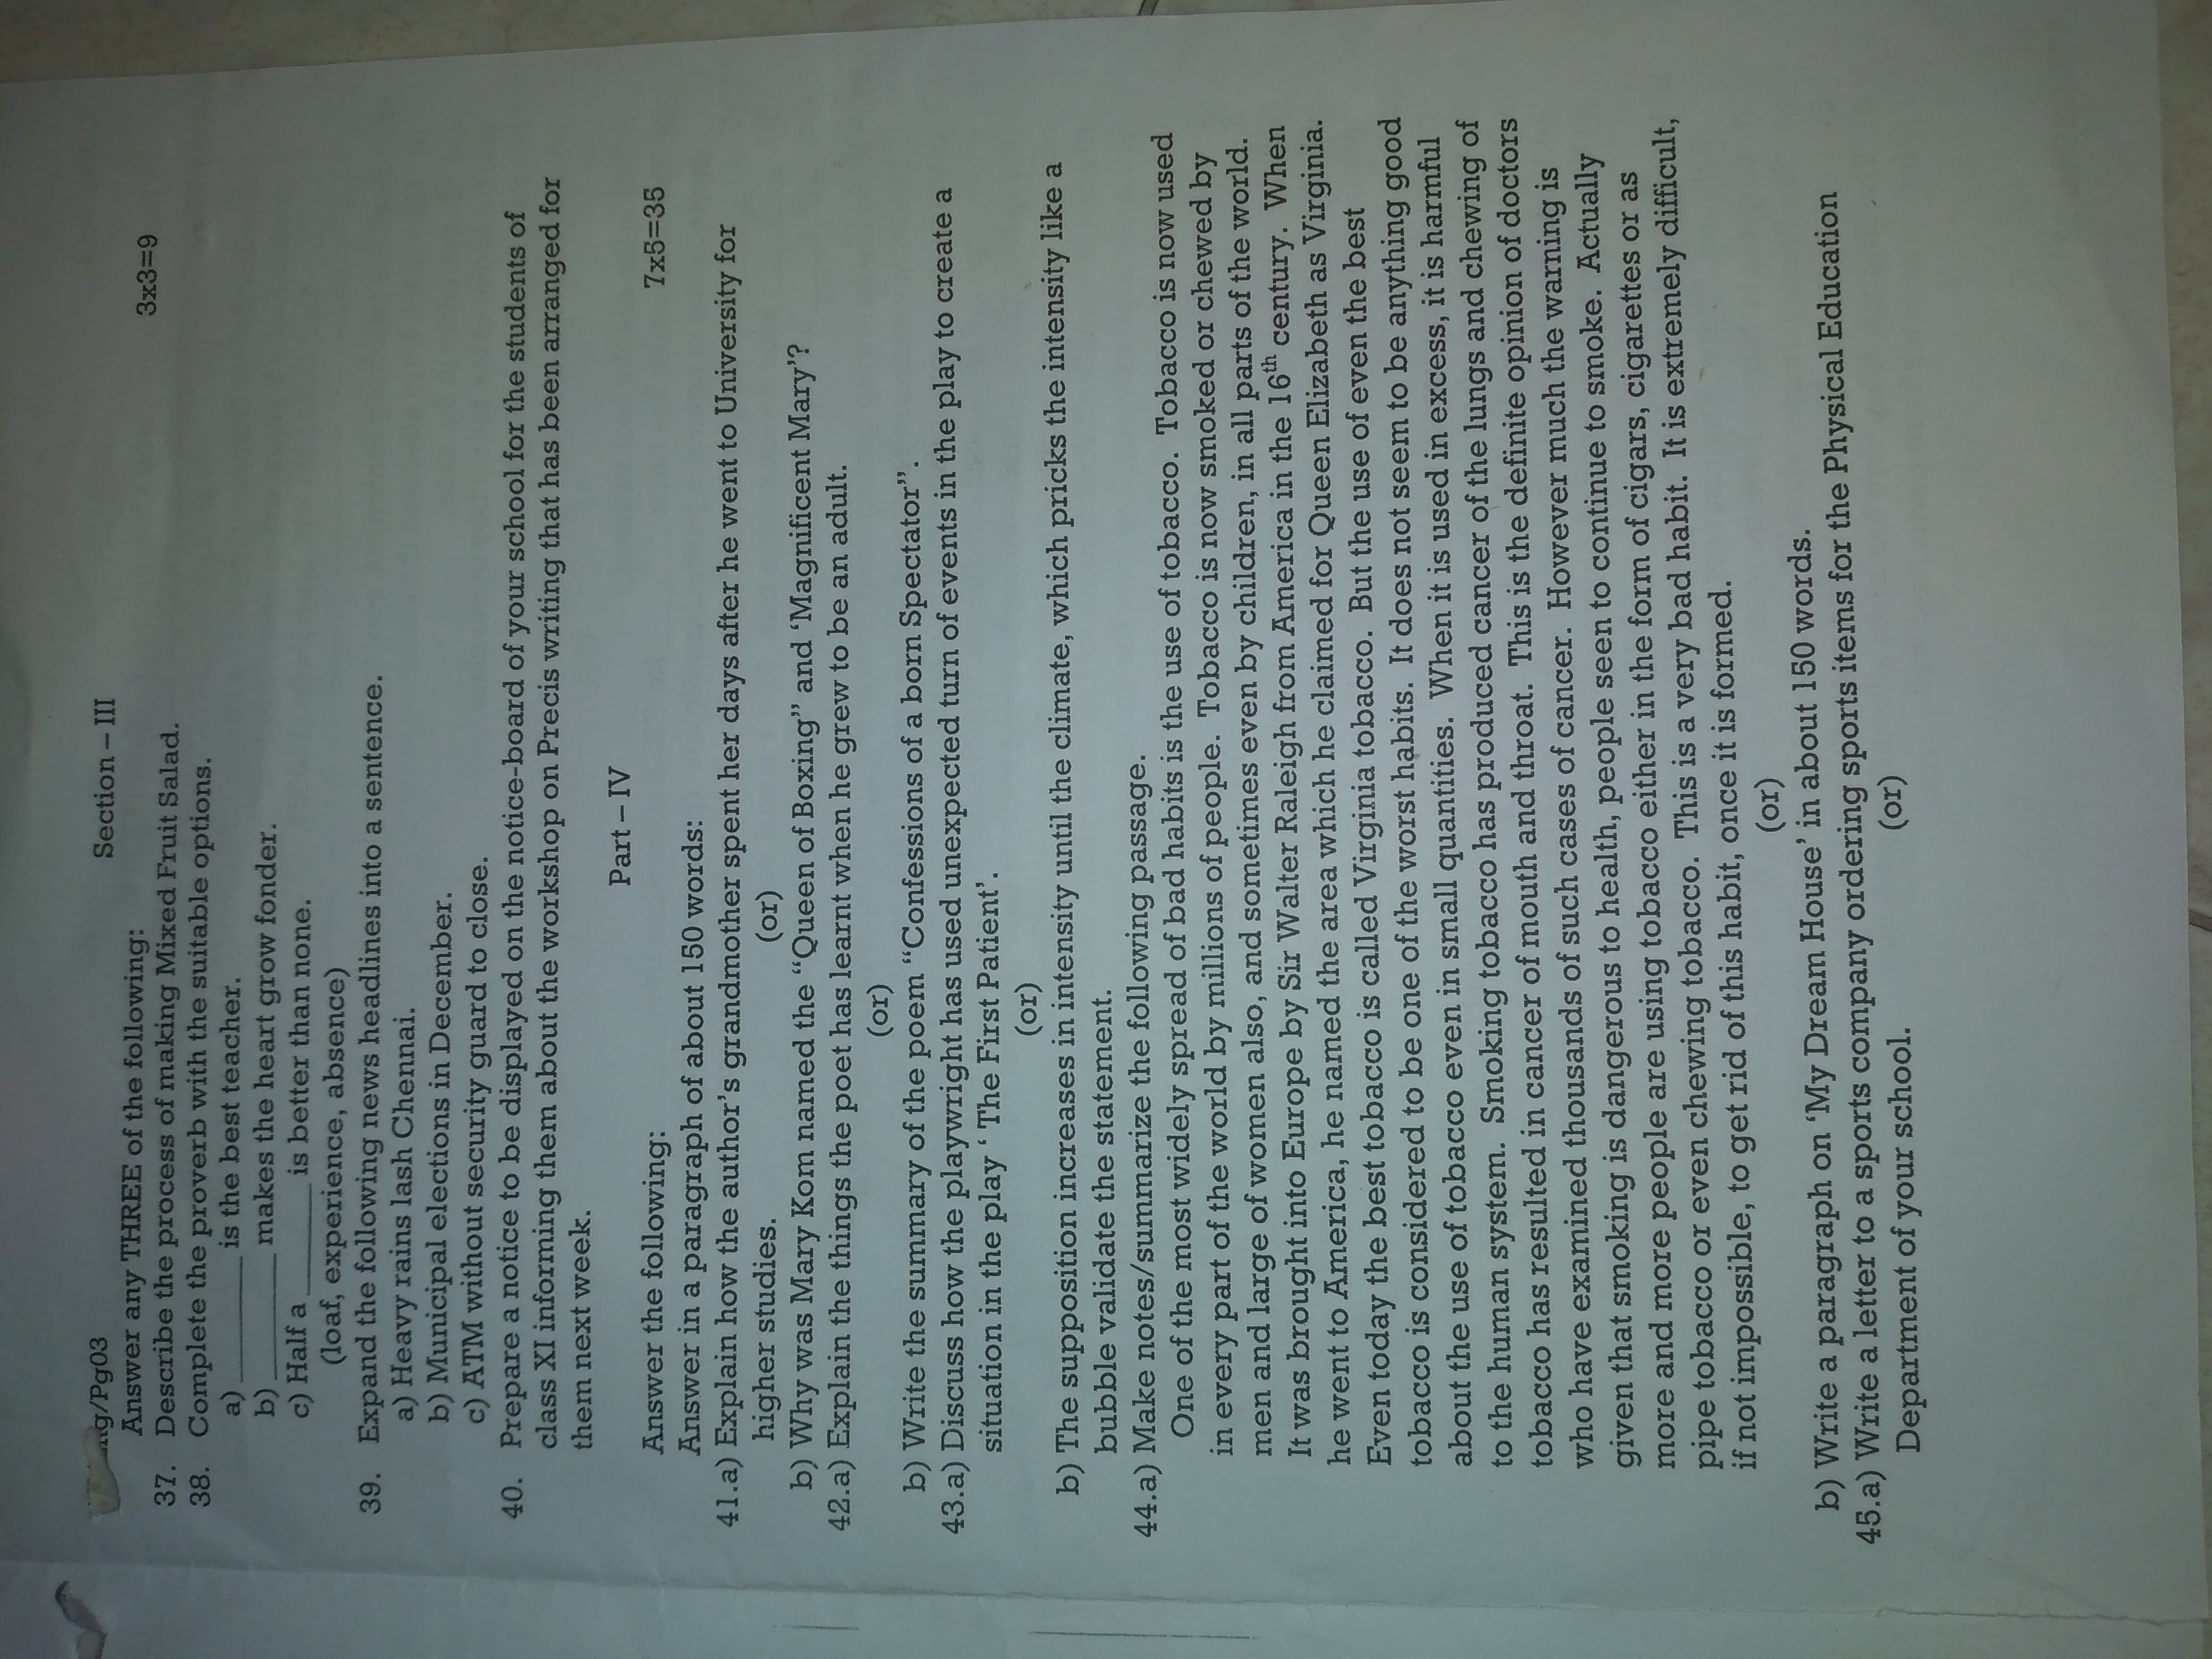 ng/Pg03 Section – III
Answer any THREE of the following: 3x3=9
37. Describe the process of making Mixed Fruit Salad.
38. Complete the proverb with the suitable options.
a) ________ is the best teacher.
b) ________ makes the heart grow fonder.
c) Half a _______ is better than none.
(loaf, experience, absence)
39. Expand the following news headlines into a sentence.
a) Heavy rains lash Chennai.
b) Municipal elections in December.
c) ATM without security guard to close.
40. Prepare a notice to be displayed on the notice-board of your school for the students of
class XI informing them about the workshop on Precis writing that has been arranged for
them next week.
Part – IV
Answer the following: 7x5=35
Answer in a paragraph of about 150 words:
41.a) Explain how the author’s grandmother spent her days after he went to University for
higher studies. (or)
b) Why was Mary Kom named the “Queen of Boxing” and ‘Magnificent Mary’?
42.a) Explain the things the poet has learnt when he grew to be an adult.
(or)
b) Write the summary of the poem “Confessions of a born Spectator”.
43.a) Discuss how the playwright has used unexpected turn of events in the play to create a
situation in the play ‘ The First Patient’.
(or)
b) The supposition increases in intensity until the climate, which pricks the intensity like a
bubble validate the statement.
44.a) Make notes/summarize the following passage.
One of the most widely spread of bad habits is the use of tobacco. Tobacco is now used
in every part of the world by millions of people. Tobacco is now smoked or chewed by
men and large of women also, and sometimes even by children, in all parts of the world.
It was brought into Europe by Sir Walter Raleigh from America in the 16th century. When
he went to America, he named the area which he claimed for Queen Elizabeth as Virginia.
Even today the best tobacco is called Virginia tobacco. But the use of even the best
tobacco is considered to be one of the worst habits. It does not seem to be anything good
about the use of tobacco even in small quantities. When it is used in excess, it is harmful
to the human system. Smoking tobacco has produced cancer of the lungs and chewing of
tobacco has resulted in cancer of mouth and throat. This is the definite opinion of doctors
who have examined thousands of such cases of cancer. However much the warning is
given that smoking is dangerous to health, people seen to continue to smoke. Actually
more and more people are using tobacco either in the form of cigars, cigarettes or as
pipe tobacco or even chewing tobacco. This is a very bad habit. It is extremely difficult,
if not impossible, to get rid of this habit, once it is formed.
(or)
b) Write a paragraph on ‘My Dream House’ in about 150 words.
45.a) Write a letter to a sports company ordering sports items for the Physical Education
Department of your school. (or)